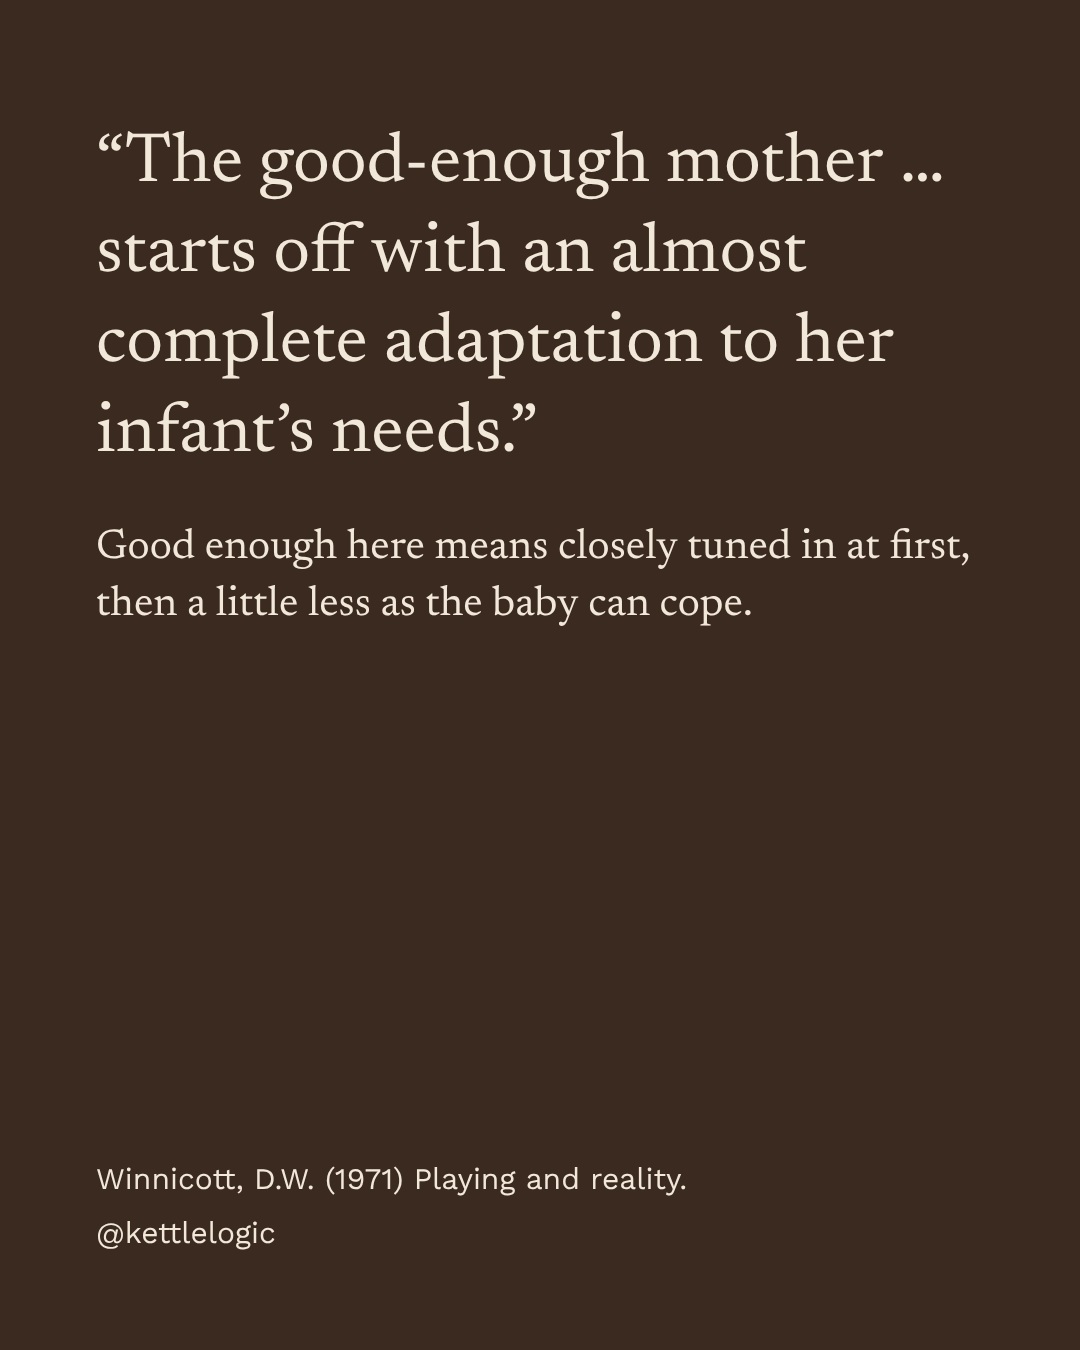 “The good-enough mother ...
starts off with an almost
complete adaptation to her
infant’s needs.”
Good enough here means closely tuned in at first,
then a little less as the baby can cope.
Winnicott, D.W. (1971) Playing and reality.
@kettlelogic